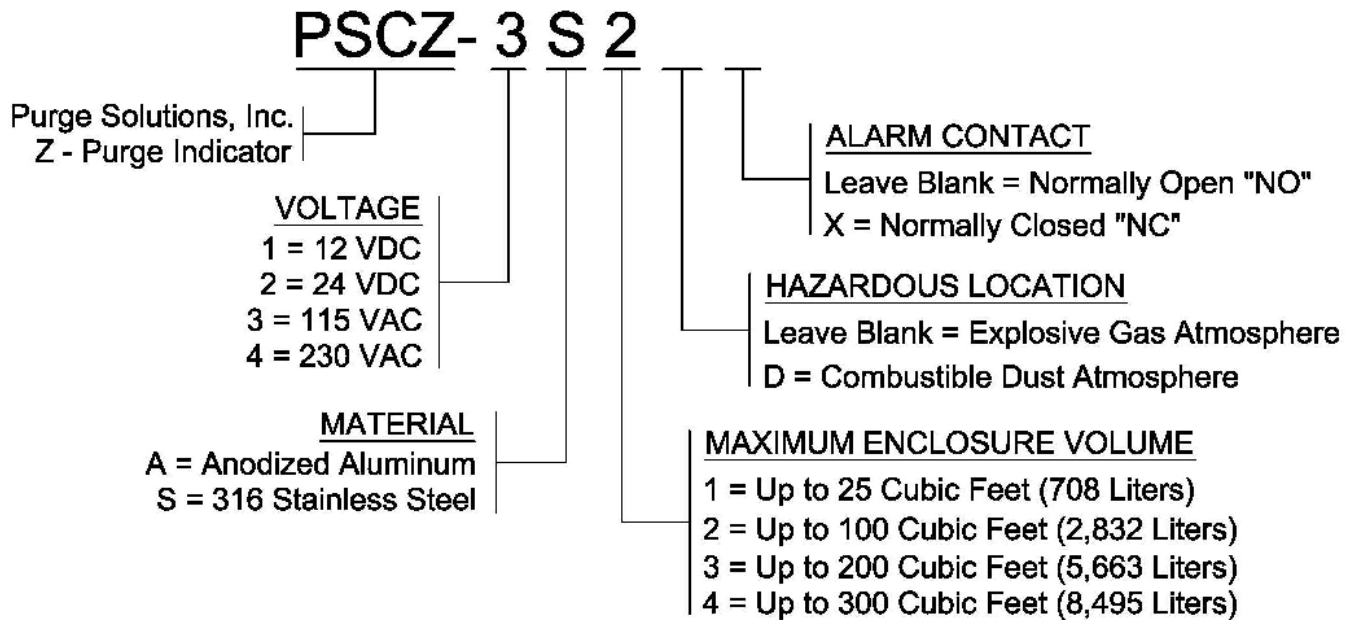 PSCZ- 3 S 2
Purge Solutions, Inc.
Z - Purge Indicator
VOLTAGE
1 = 12 VDC
2 = 24 VDC
3 = 115 VAC
4 = 230 VAC
MATERIAL
A = Anodized Aluminum
S = 316 Stainless Steel
ALARM CONTACT
Leave Blank = Normally Open "NO"
X = Normally Closed "NC"
HAZARDOUS LOCATION
Leave Blank = Explosive Gas Atmosphere
D = Combustible Dust Atmosphere
MAXIMUM ENCLOSURE VOLUME
1 = Up to 25 Cubic Feet (708 Liters)
2 = Up to 100 Cubic Feet (2,832 Liters)
3 = Up to 200 Cubic Feet (5,663 Liters)
4 = Up to 300 Cubic Feet (8,495 Liters)